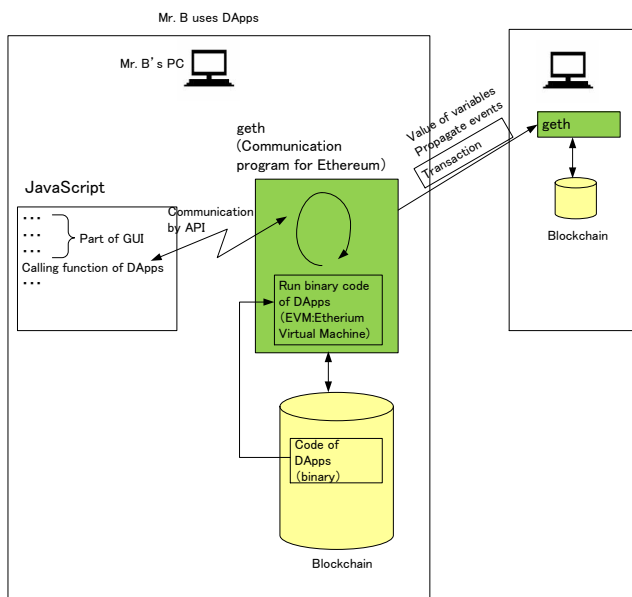 Mr. B uses DApps
Mr. B's PC
geth
(Communication
program for Ethereum)
Value of variables
Propagate events
Transaction
geth
Blockchain
JavaScript
...
...
...
Part of GUI
Calling function of DApps
...
Communication
by API
Run binary code
of DApps
(EVM:Etherium
Virtual Machine)
Code of
DApps
(binary)
Blockchain